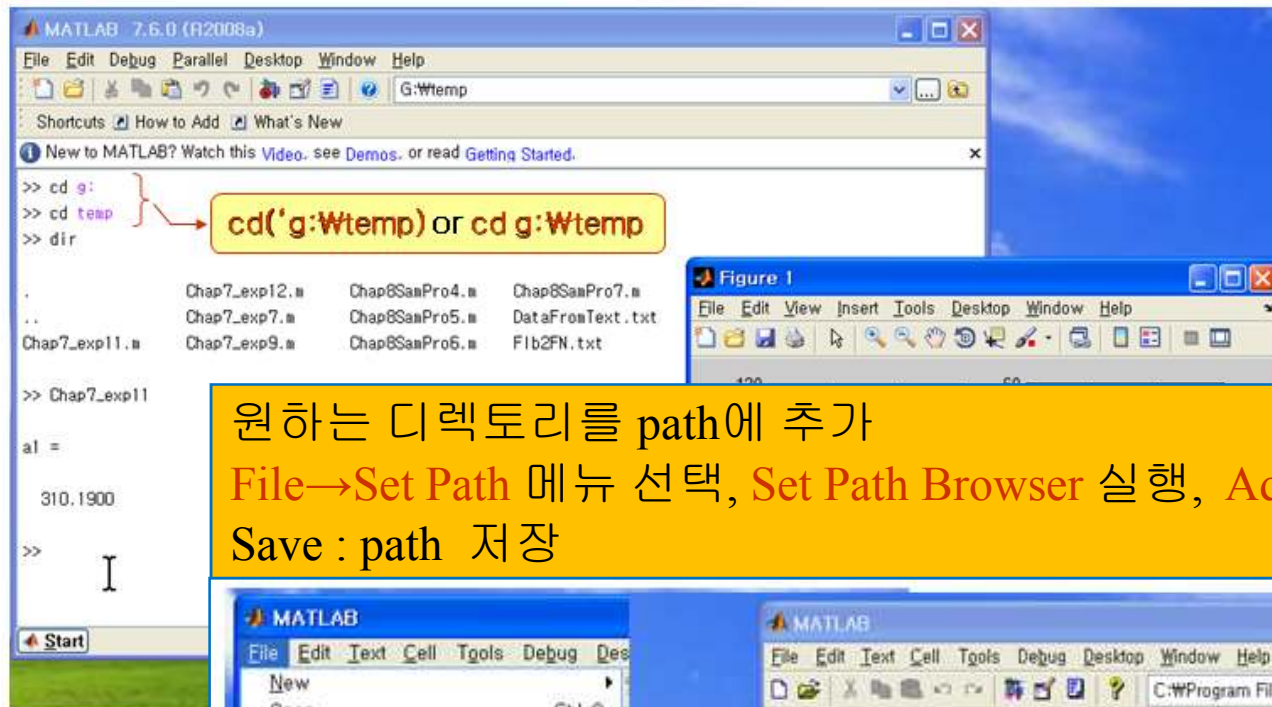 MATLAB 7.6.0 (R2008a)
File Edit Debug Parallel Desktop Window Help
G:₩temp
Shortcuts How to Add What's New
New to MATLAB? Watch this Video, see Demos, or read Getting Started.
>> cd g:
>> cd temp
>> dir
cd('g:₩temp) or cd g:₩temp
. Chap7_exp12.m Chap8SamPro4.m Chap8SamPro7.m
.. Chap7_exp7.m Chap8SamPro5.m DataFromText.txt
Chap7_exp11.m Chap7_exp9.m Chap8SamPro6.m FIb2FN.txt
>> Chap7_exp11
a1 =
310.1900
>>
Start
Figure 1
File Edit View Insert Tools Desktop Window Help
원하는 디렉토리를 path에 추가
File→Set Path 메뉴 선택, Set Path Browser 실행,
Save : path 저장
MATLAB
File Edit Text Cell Tools Debug Des
New
MATLAB
File Edit Text Cell Tools Debug Desktop Window Help
C:₩Program Fil